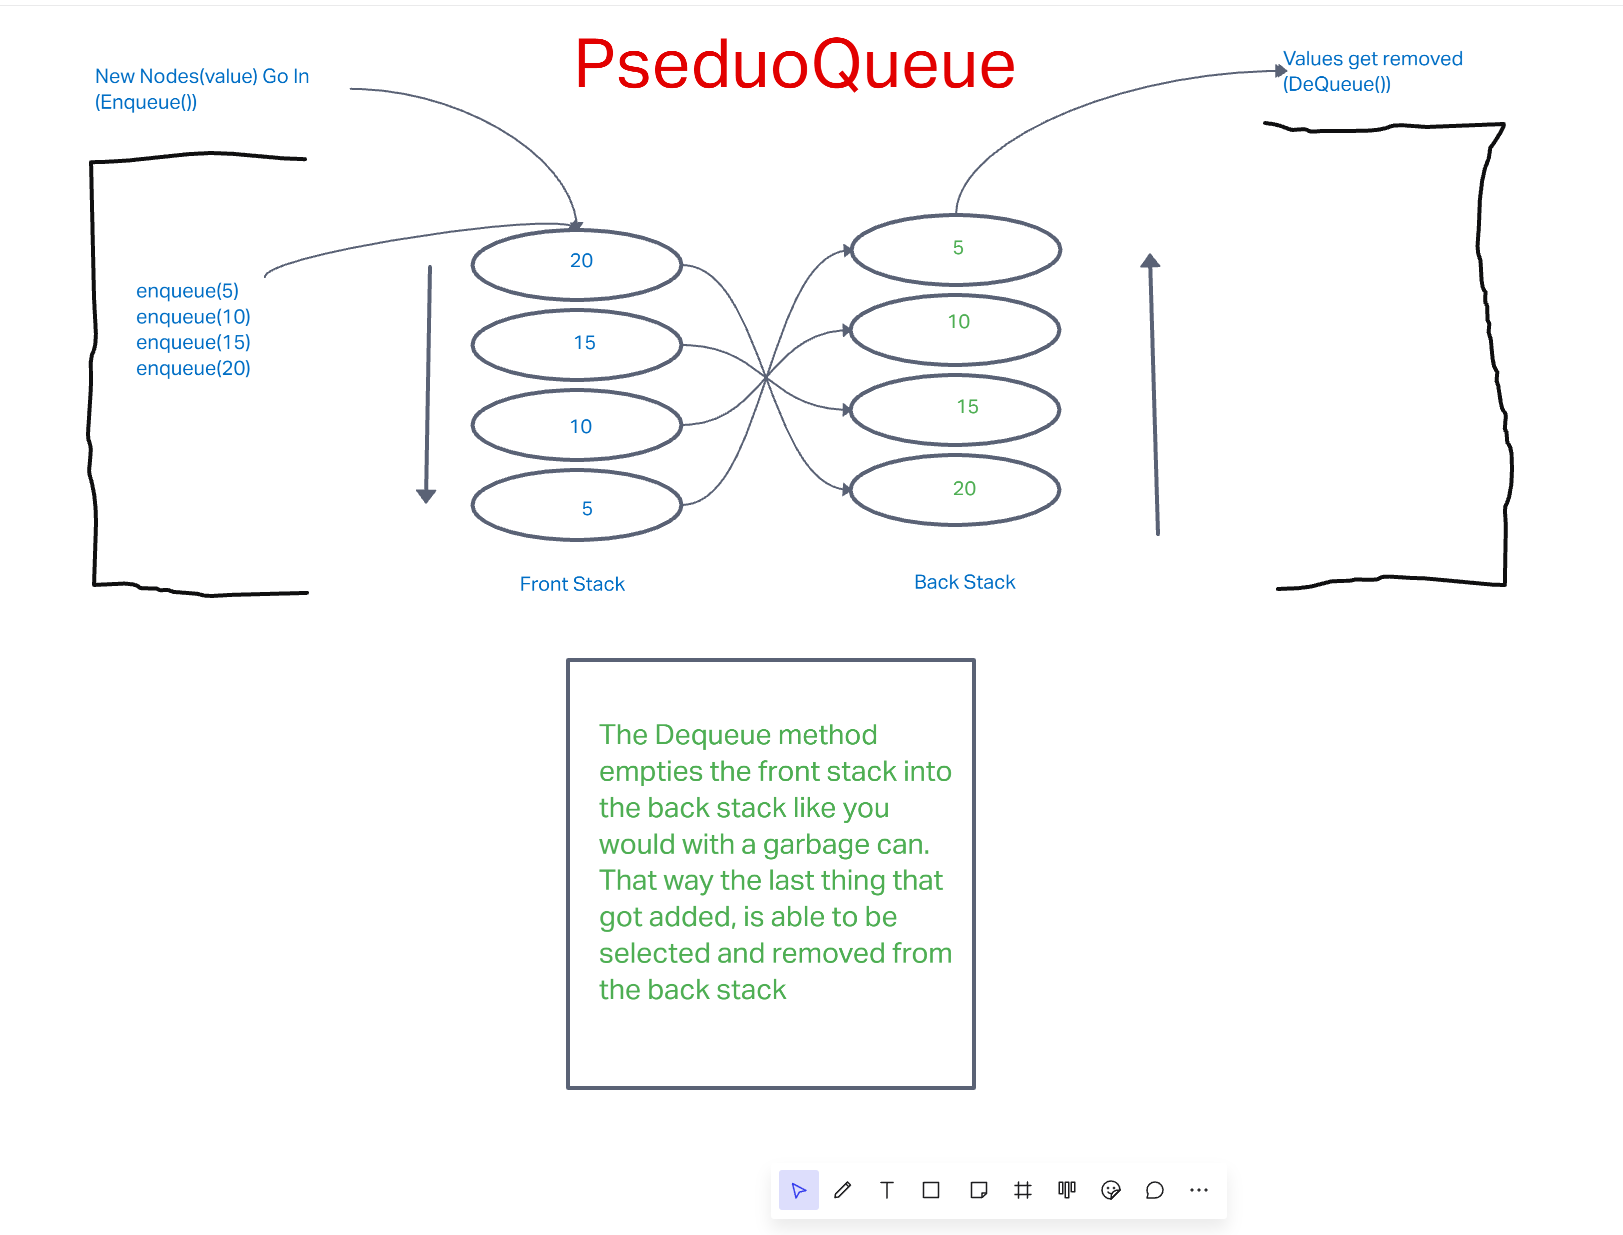 PseduoQueue
New Nodes(value) Go In
(Enqueue())
Values get removed
(DeQueue())
enqueue(5)
enqueue(10)
enqueue(15)
enqueue(20)
20
15
10
5
Front Stack
5
10
15
20
Back Stack
The Dequeue method
empties the front stack into
the back stack like you
would with a garbage can.
That way the last thing that
got added, is able to be
selected and removed from
the back stack